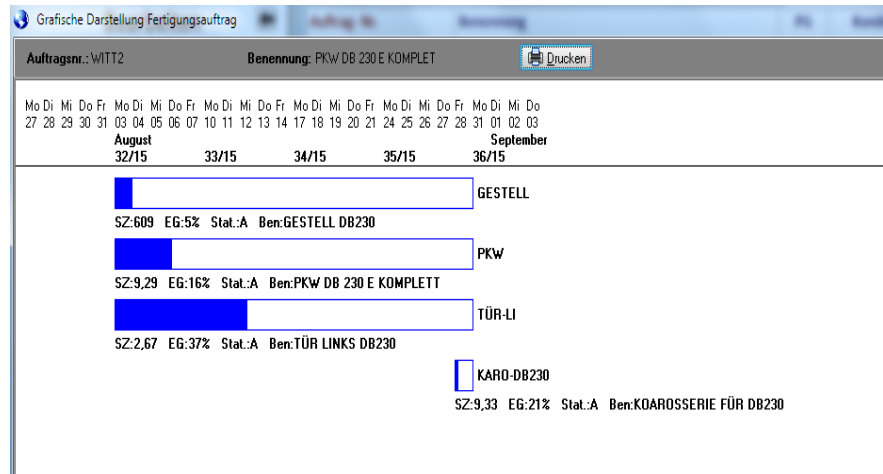 Grafische Darstellung Fertigungsauftrag Auftrag Nr. Benennung PG
Auftragsnr.: WITT2 Benennung: PKW DB 230 E KOMPLET Drucken
Mo Di Mi Do Fr Mo Di Mi Do Fr Mo Di Mi Do Fr Mo Di Mi Do Fr Mo Di Mi Do Fr Mo Di Mi Do
27 28 29 30 31 03 04 05 06 07 10 11 12 13 14 17 18 19 20 21 24 25 26 27 28 31 01 02 03
August September
32/15 33/15 34/15 35/15 36/15
GESTELL
SZ:609 EG:5% Stat.:A Ben:GESTELL DB230
PKW
SZ:9,29 EG:16% Stat.:A Ben:PKW DB 230 E KOMPLETT
TÜR-LI
SZ:2,67 EG:37% Stat.:A Ben:TÜR LINKS DB230
KARO-DB230
SZ:9,33 EG:21% Stat.:A Ben:KOAROSSERIE FÜR DB230